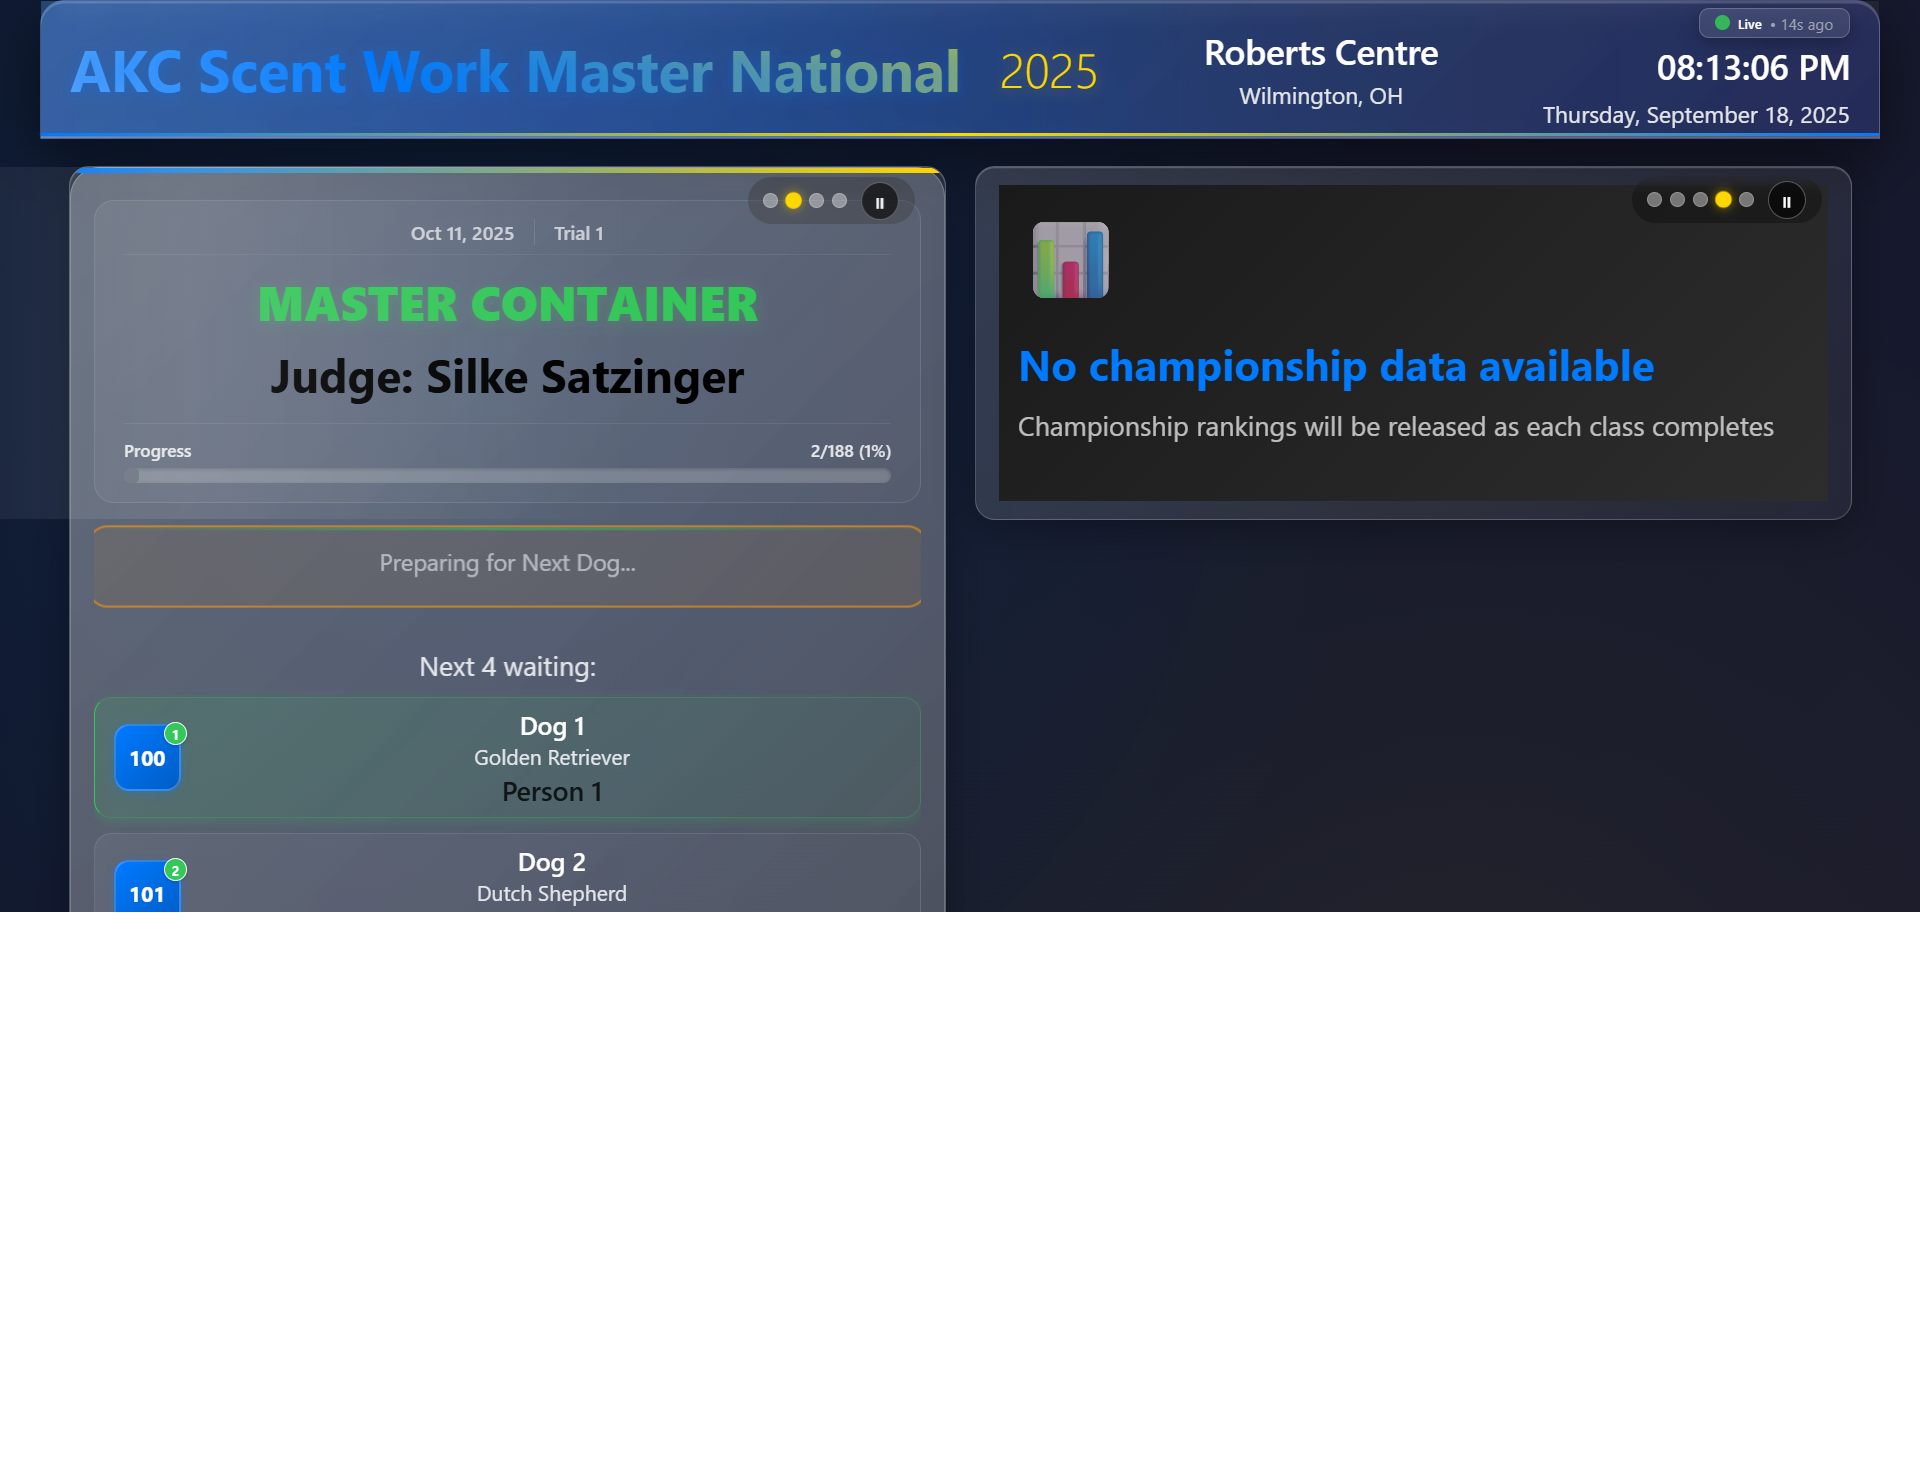 AKC Scent Work Master National 2025
Roberts Centre
Wilmington, OH
Live • 14s ago
08:13:06 PM
Thursday, September 18, 2025
Oct 11, 2025 Trial 1
MASTER CONTAINER
Judge: Silke Satzinger
Progress 2/188 (1%)
Preparing for Next Dog...
Next 4 waiting:
100 1
Dog 1
Golden Retriever
Person 1
101 2
Dog 2
Dutch Shepherd
No championship data available
Championship rankings will be released as each class completes